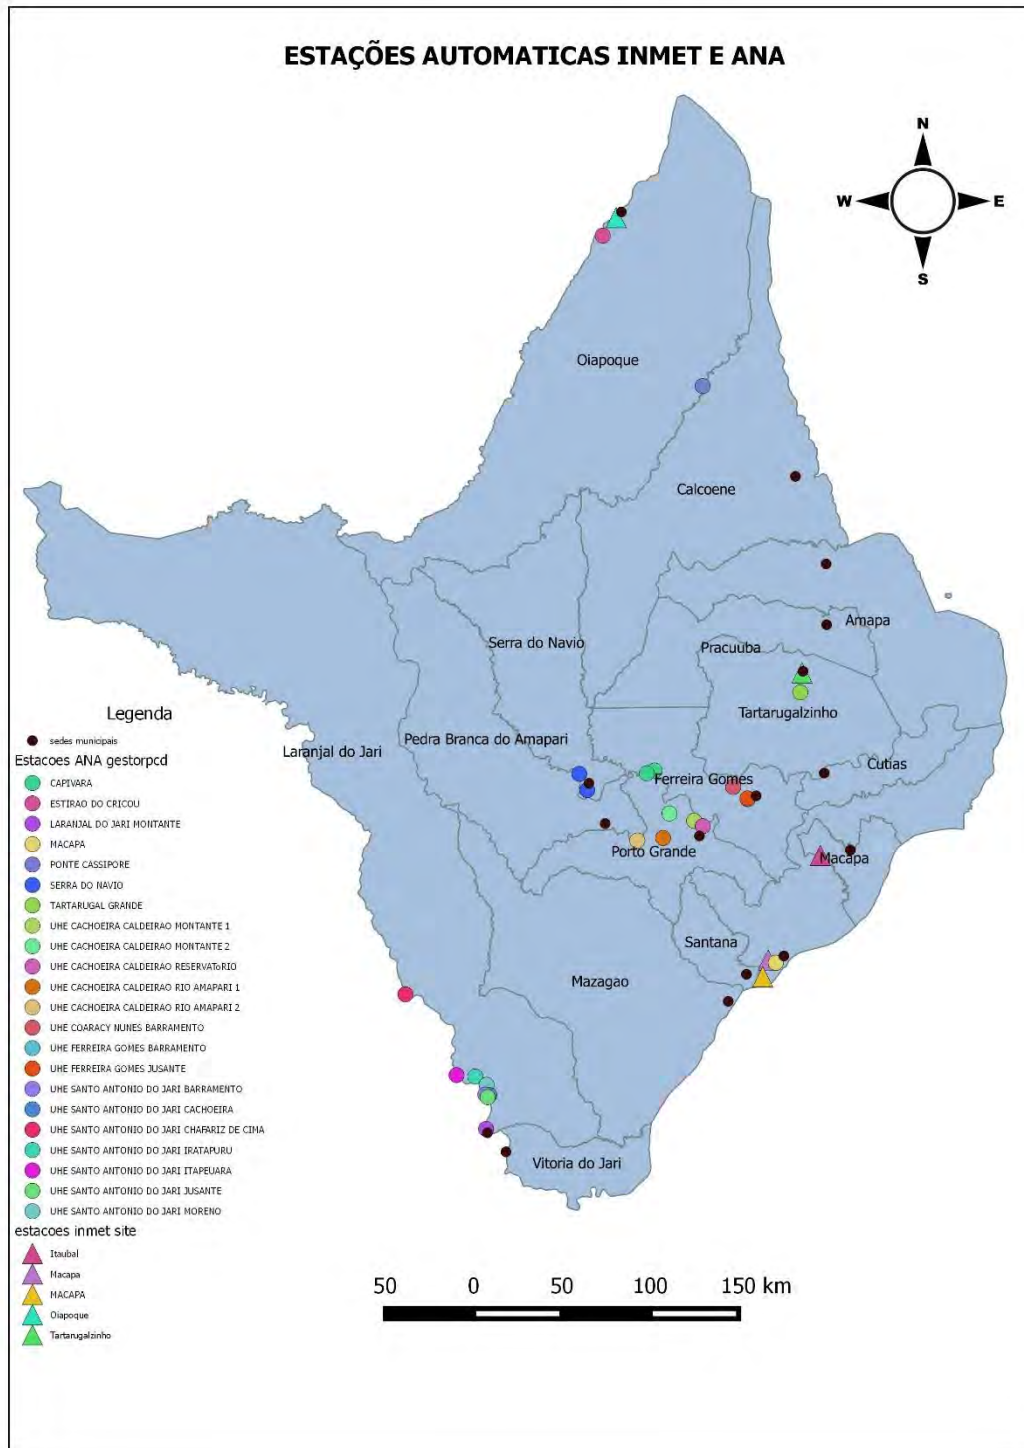 ESTAÇÕES AUTOMATICAS INMET E ANA
N
W
E
S
Oiapoque
Calcoene
Amapa
Serra do Navio
Pracuuba
Tartarugalzinho
Pedra Branca do Amapari
Laranjal do Jari
Cutias
Ferreira Gomes
Porto Grande
Macapa
Santana
Mazagao
Vitoria do Jari
Legenda
sedes municipais
Estacoes ANA gestorpcd
CAPIVARA
ESTIRAO DO CRICOU
LARANJAL DO JARI MONTANTE
MACAPA
PONTE CASSIPORE
SERRA DO NAVIO
TARTARUGAL GRANDE
UHE CACHOEIRA CALDEIRAO MONTANTE 1
UHE CACHOEIRA CALDEIRAO MONTANTE 2
UHE CACHOEIRA CALDEIRAO RESERVAToRIO
UHE CACHOEIRA CALDEIRAO RIO AMAPARI 1
UHE CACHOEIRA CALDEIRAO RIO AMAPARI 2
UHE COARACY NUNES BARRAMENTO
UHE FERREIRA GOMES BARRAMENTO
UHE FERREIRA GOMES JUSANTE
UHE SANTO ANTONIO DO JARI BARRAMENTO
UHE SANTO ANTONIO DO JARI CACHOEIRA
UHE SANTO ANTONIO DO JARI CHAFARIZ DE CIMA
UHE SANTO ANTONIO DO JARI IRATAPURU
UHE SANTO ANTONIO DO JARI ITAPEUARA
UHE SANTO ANTONIO DO JARI JUSANTE
UHE SANTO ANTONIO DO JARI MORENO
estacoes inmet site
Itaubal
Macapa
MACAPA
Oiapoque
Tartarugalzinho
50 0 50 100 150 km